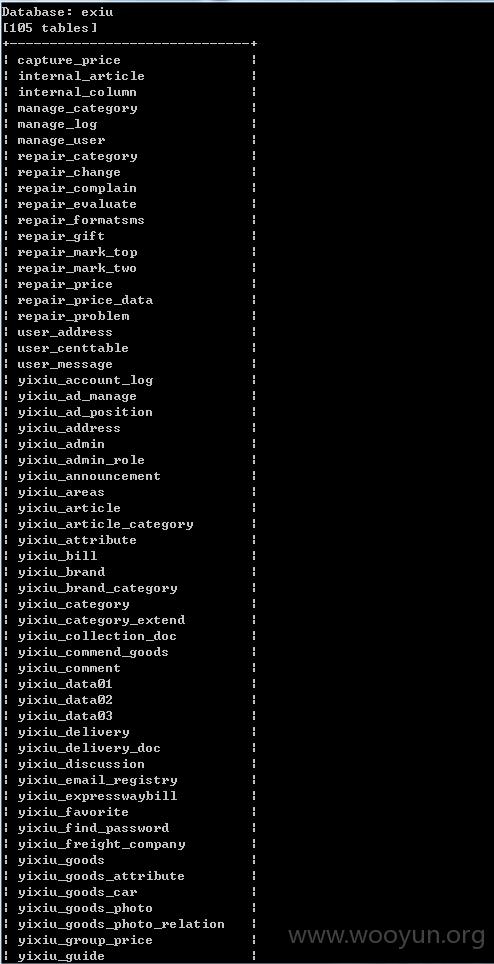 Database: exiu
[105 tables]
+------------------------------+
| capture_price |
| internal_article |
| internal_column |
| manage_category |
| manage_log |
| manage_user |
| repair_category |
| repair_change |
| repair_complain |
| repair_evaluate |
| repair_formatsms |
| repair_gift |
| repair_mark_top |
| repair_mark_two |
| repair_price |
| repair_price_data |
| repair_problem |
| user_address |
| user_centtable |
| user_message |
| yixiu_account_log |
| yixiu_ad_manage |
| yixiu_ad_position |
| yixiu_address |
| yixiu_admin |
| yixiu_admin_role |
| yixiu_announcement |
| yixiu_areas |
| yixiu_article |
| yixiu_article_category |
| yixiu_attribute |
| yixiu_bill |
| yixiu_brand |
| yixiu_brand_category |
| yixiu_category |
| yixiu_category_extend |
| yixiu_collection_doc |
| yixiu_commend_goods |
| yixiu_comment |
| yixiu_data01 |
| yixiu_data02 |
| yixiu_data03 |
| yixiu_delivery |
| yixiu_delivery_doc |
| yixiu_discussion |
| yixiu_email_registry |
| yixiu_expresswaybill |
| yixiu_favorite |
| yixiu_find_password |
| yixiu_freight_company |
| yixiu_goods |
| yixiu_goods_attribute |
| yixiu_goods_car |
| yixiu_goods_photo |
| yixiu_goods_photo_relation |
| yixiu_group_price |
| yixiu_guide |
www.wooyun.org